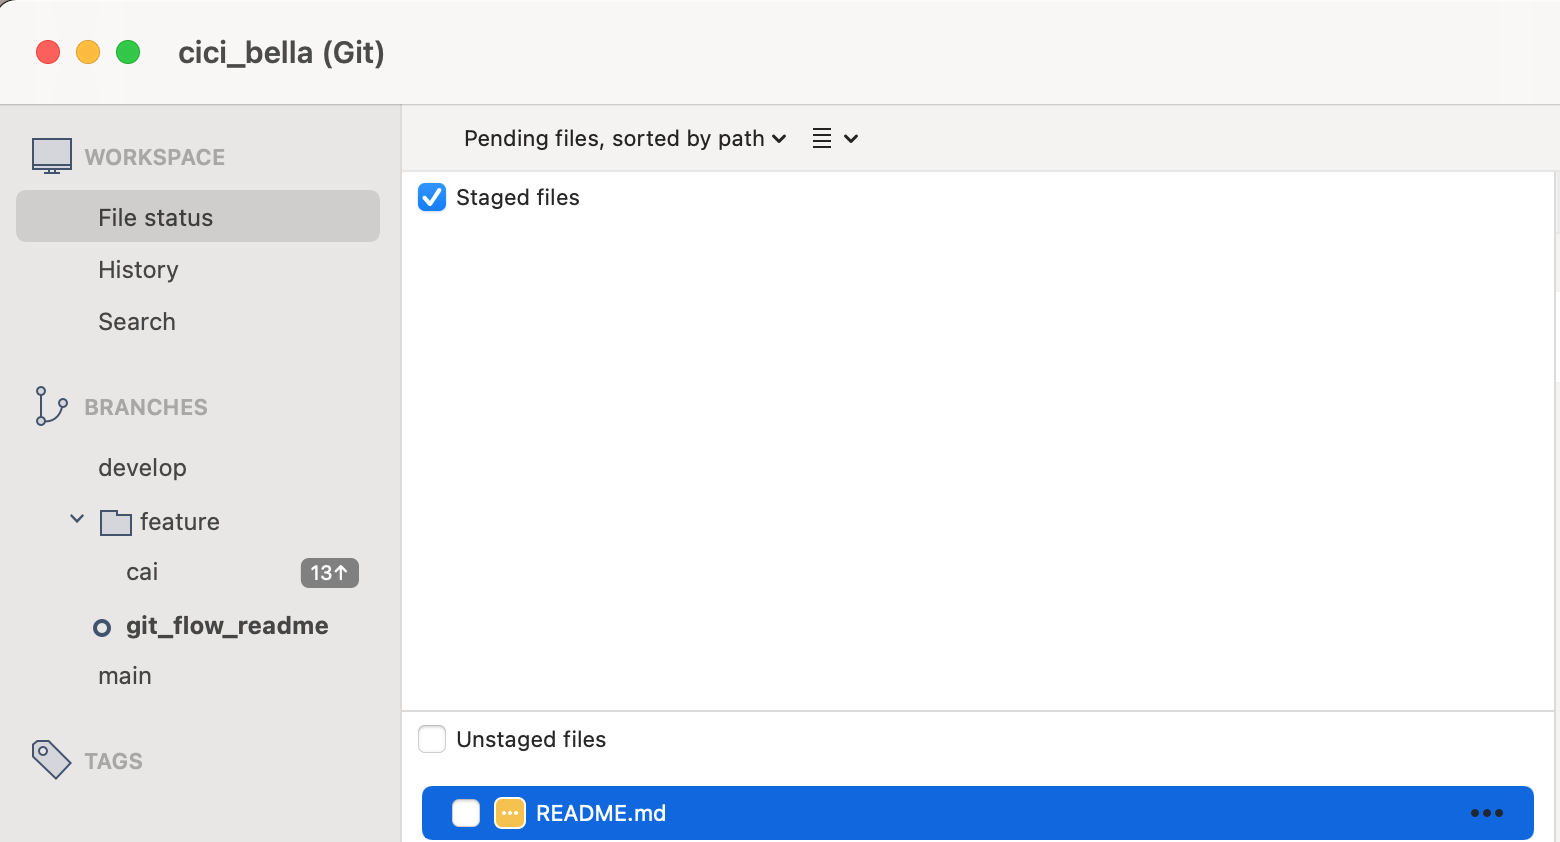 cici_bella (Git)
WORKSPACE
File status
History
Search
BRANCHES
develop
feature
cai 13↑
git_flow_readme
main
TAGS
Pending files, sorted by path
Staged files
Unstaged files
README.md